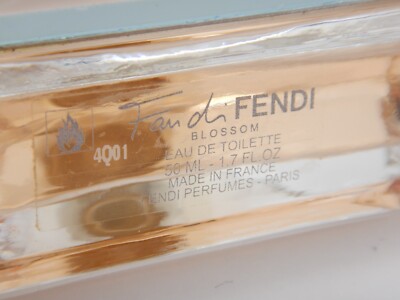 Fan di FENDI
BLOSSOM
4Q01
EAU DE TOILETTE
50 ML - 1.7 FL OZ
MADE IN FRANCE
FENDI PERFUMES - PARIS